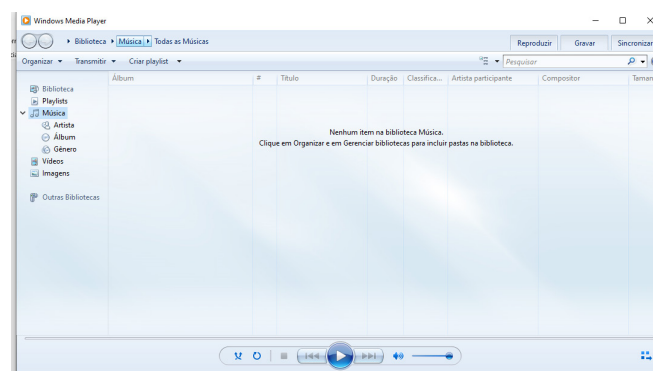 Windows Media Player
Biblioteca Música Todas as Músicas
Reproduzir Gravar Sincronizar
Organizar Transmitir Criar playlist
Pesquisar
Álbum # Título Duração Classifica... Artista participante Compositor Taman
Biblioteca
Playlists
Música
Artista
Álbum
Gênero
Vídeos
Imagens
Outras Bibliotecas
Nenhum item na biblioteca Música.
Clique em Organizar e em Gerenciar bibliotecas para incluir pastas na biblioteca.